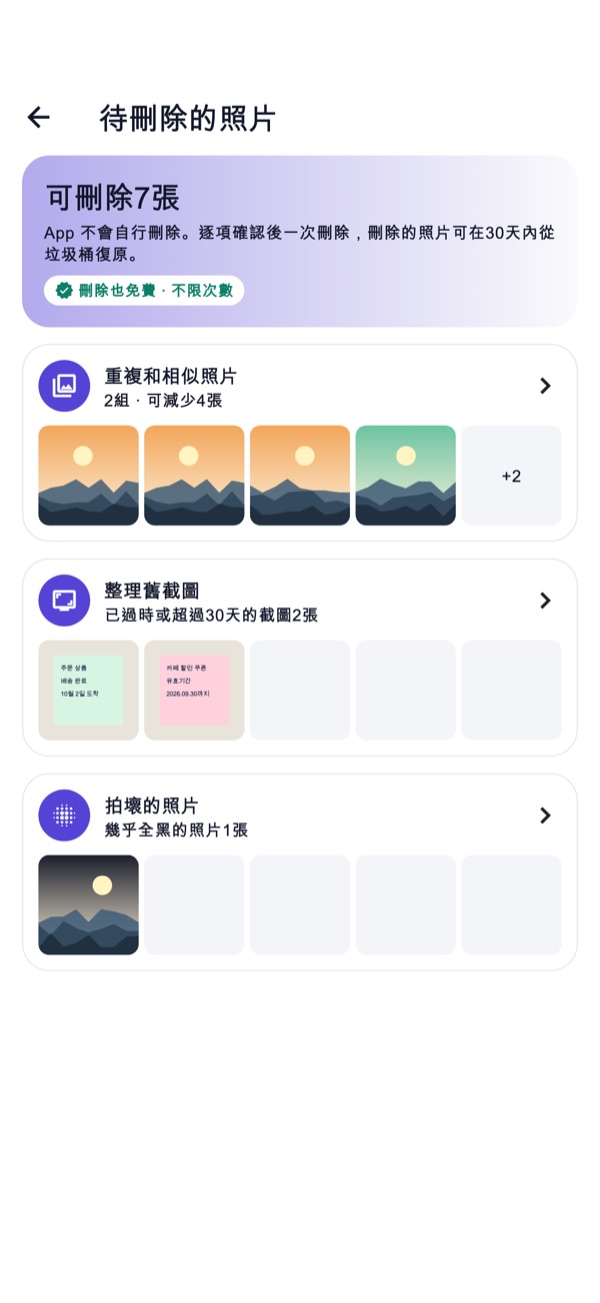 待刪除的照片
可刪除7張
App 不會自行刪除。逐項確認後一次刪除，刪除的照片可在30天內從
垃圾桶復原。
刪除也免費 · 不限次數
重複和相似照片
2組 · 可減少4張
+2
整理舊截圖
已過時或超過30天的截圖2張
주문 상품
배송 완료
10월 2일 도착
카페 할인 쿠폰
유효기간
2026.09.30까지
拍壞的照片
幾乎全黑的照片1張